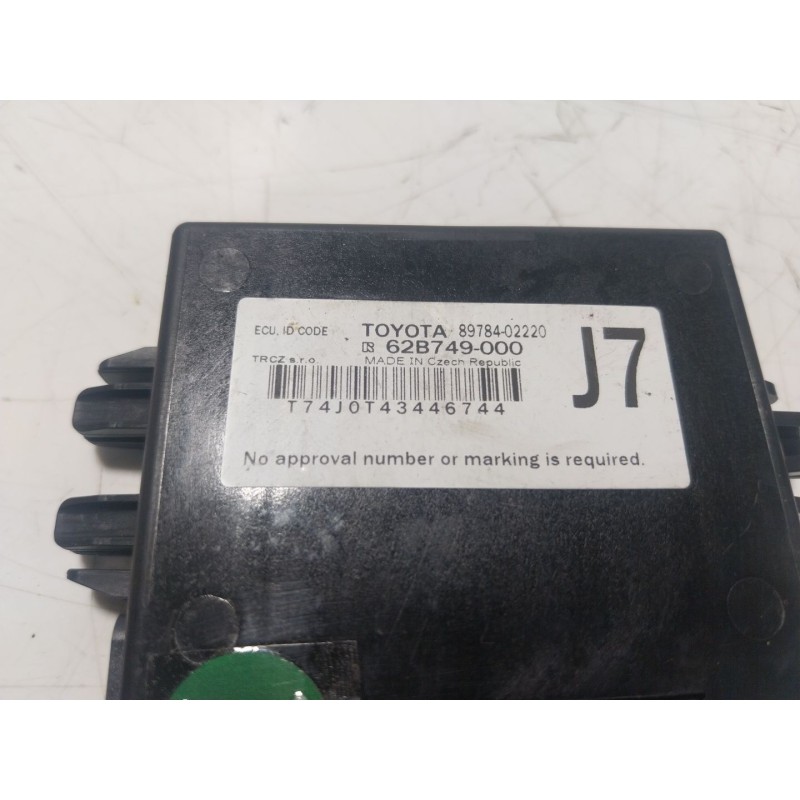 ECU, ID CODE TOYOTA 89784-02220
R 62B749-000
TRCZ s.r.o. MADE IN Czech Republic
J7
T74J0T43446744
No approval number or marking is required.